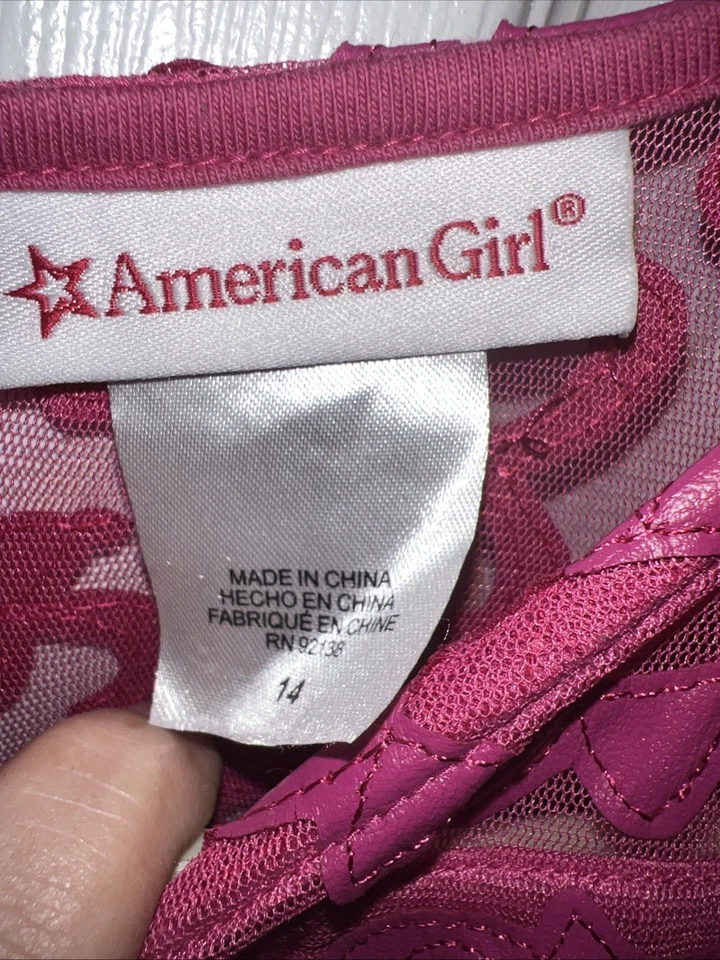 American Girl®
MADE IN CHINA
HECHO EN CHINA
FABRIQUÉ EN CHINE
RN 92138
14